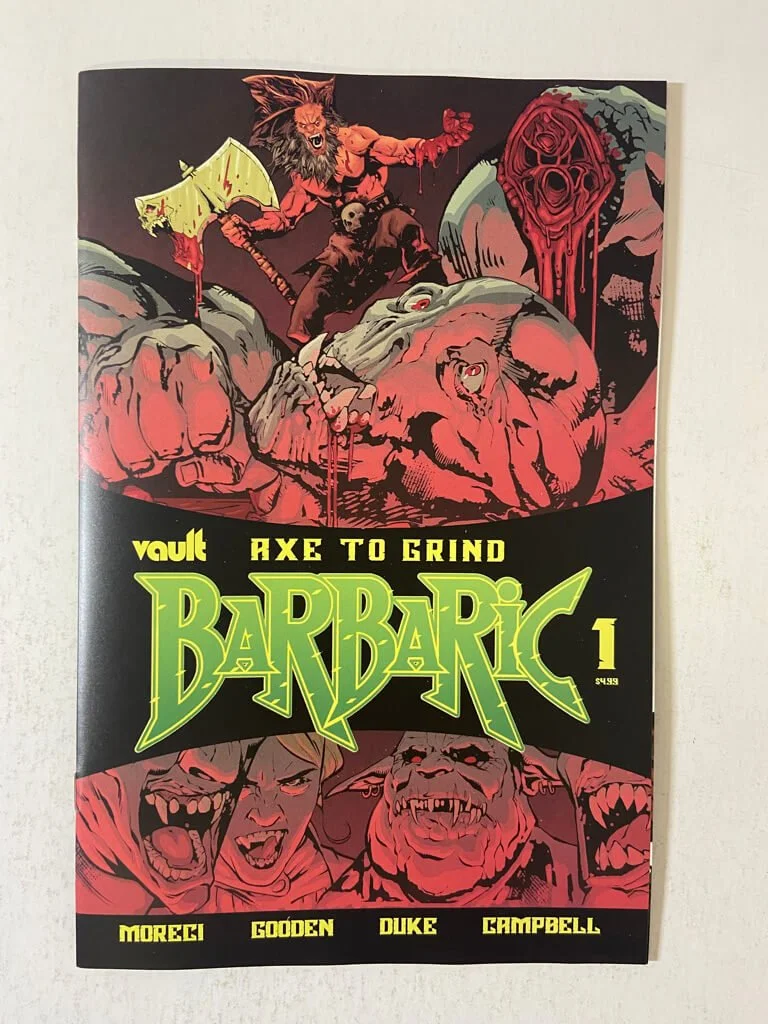 vault AXE TO GRIND
BARBARiC 1
$4.99
MORECI GOODEN DUKE CAMPBELL